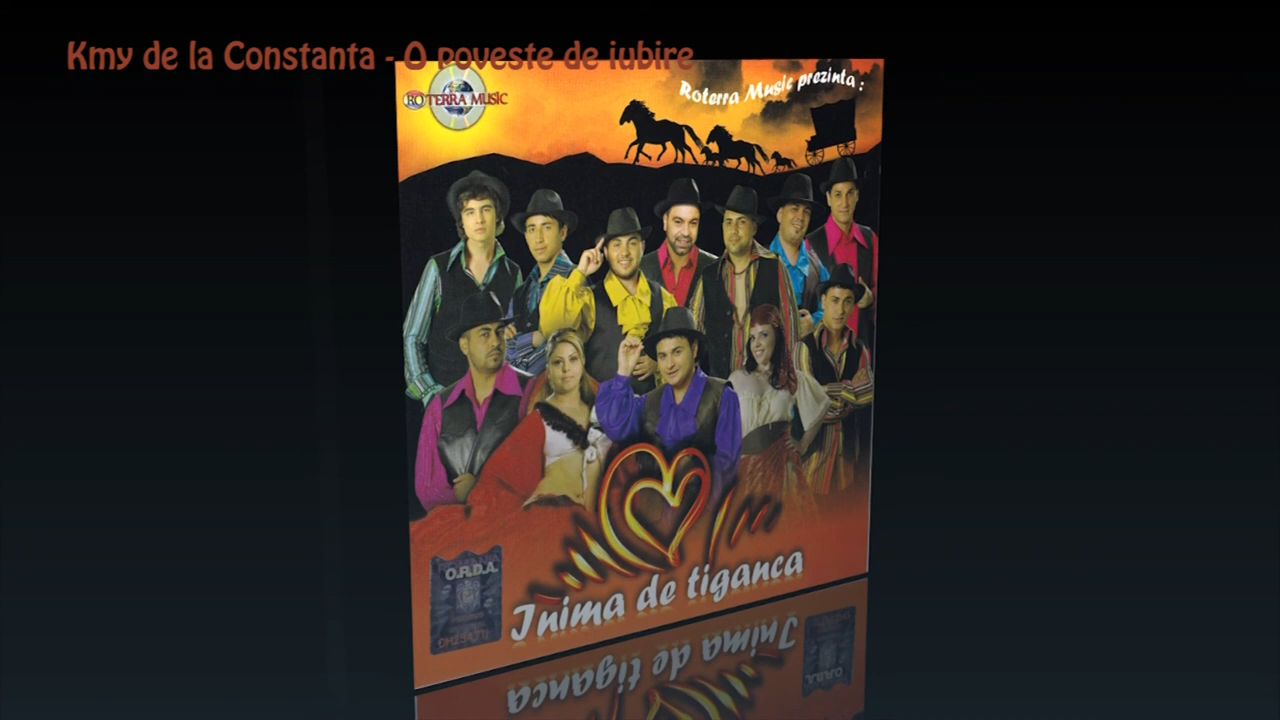 Kmy de la Constanta - O poveste de iubire
ROTERRA MUSIC
Roterra Music prezinta :
Inima de tiganca
O.R.D.A.